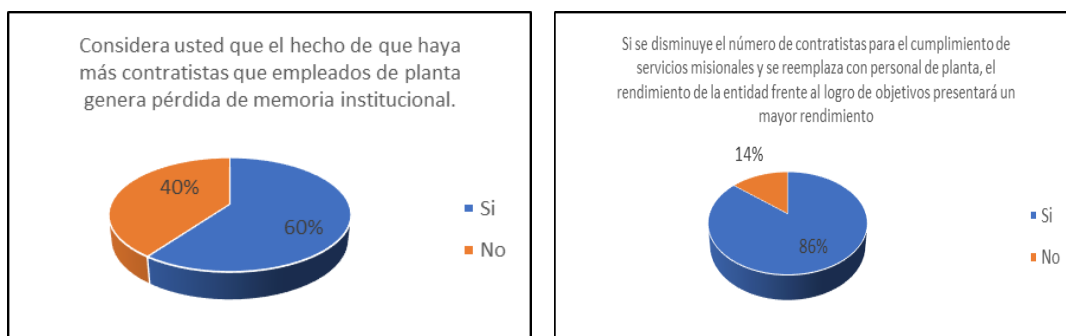 Considera usted que el hecho de que haya
más contratistas que empleados de planta
genera pérdida de memoria institucional.
40%
60%
Si
No
Si se disminuye el número de contratistas para el cumplimiento de
servicios misionales y se reemplaza con personal de planta, el
rendimiento de la entidad frente al logro de objetivos presentará un
mayor rendimiento
14%
86%
Si
No